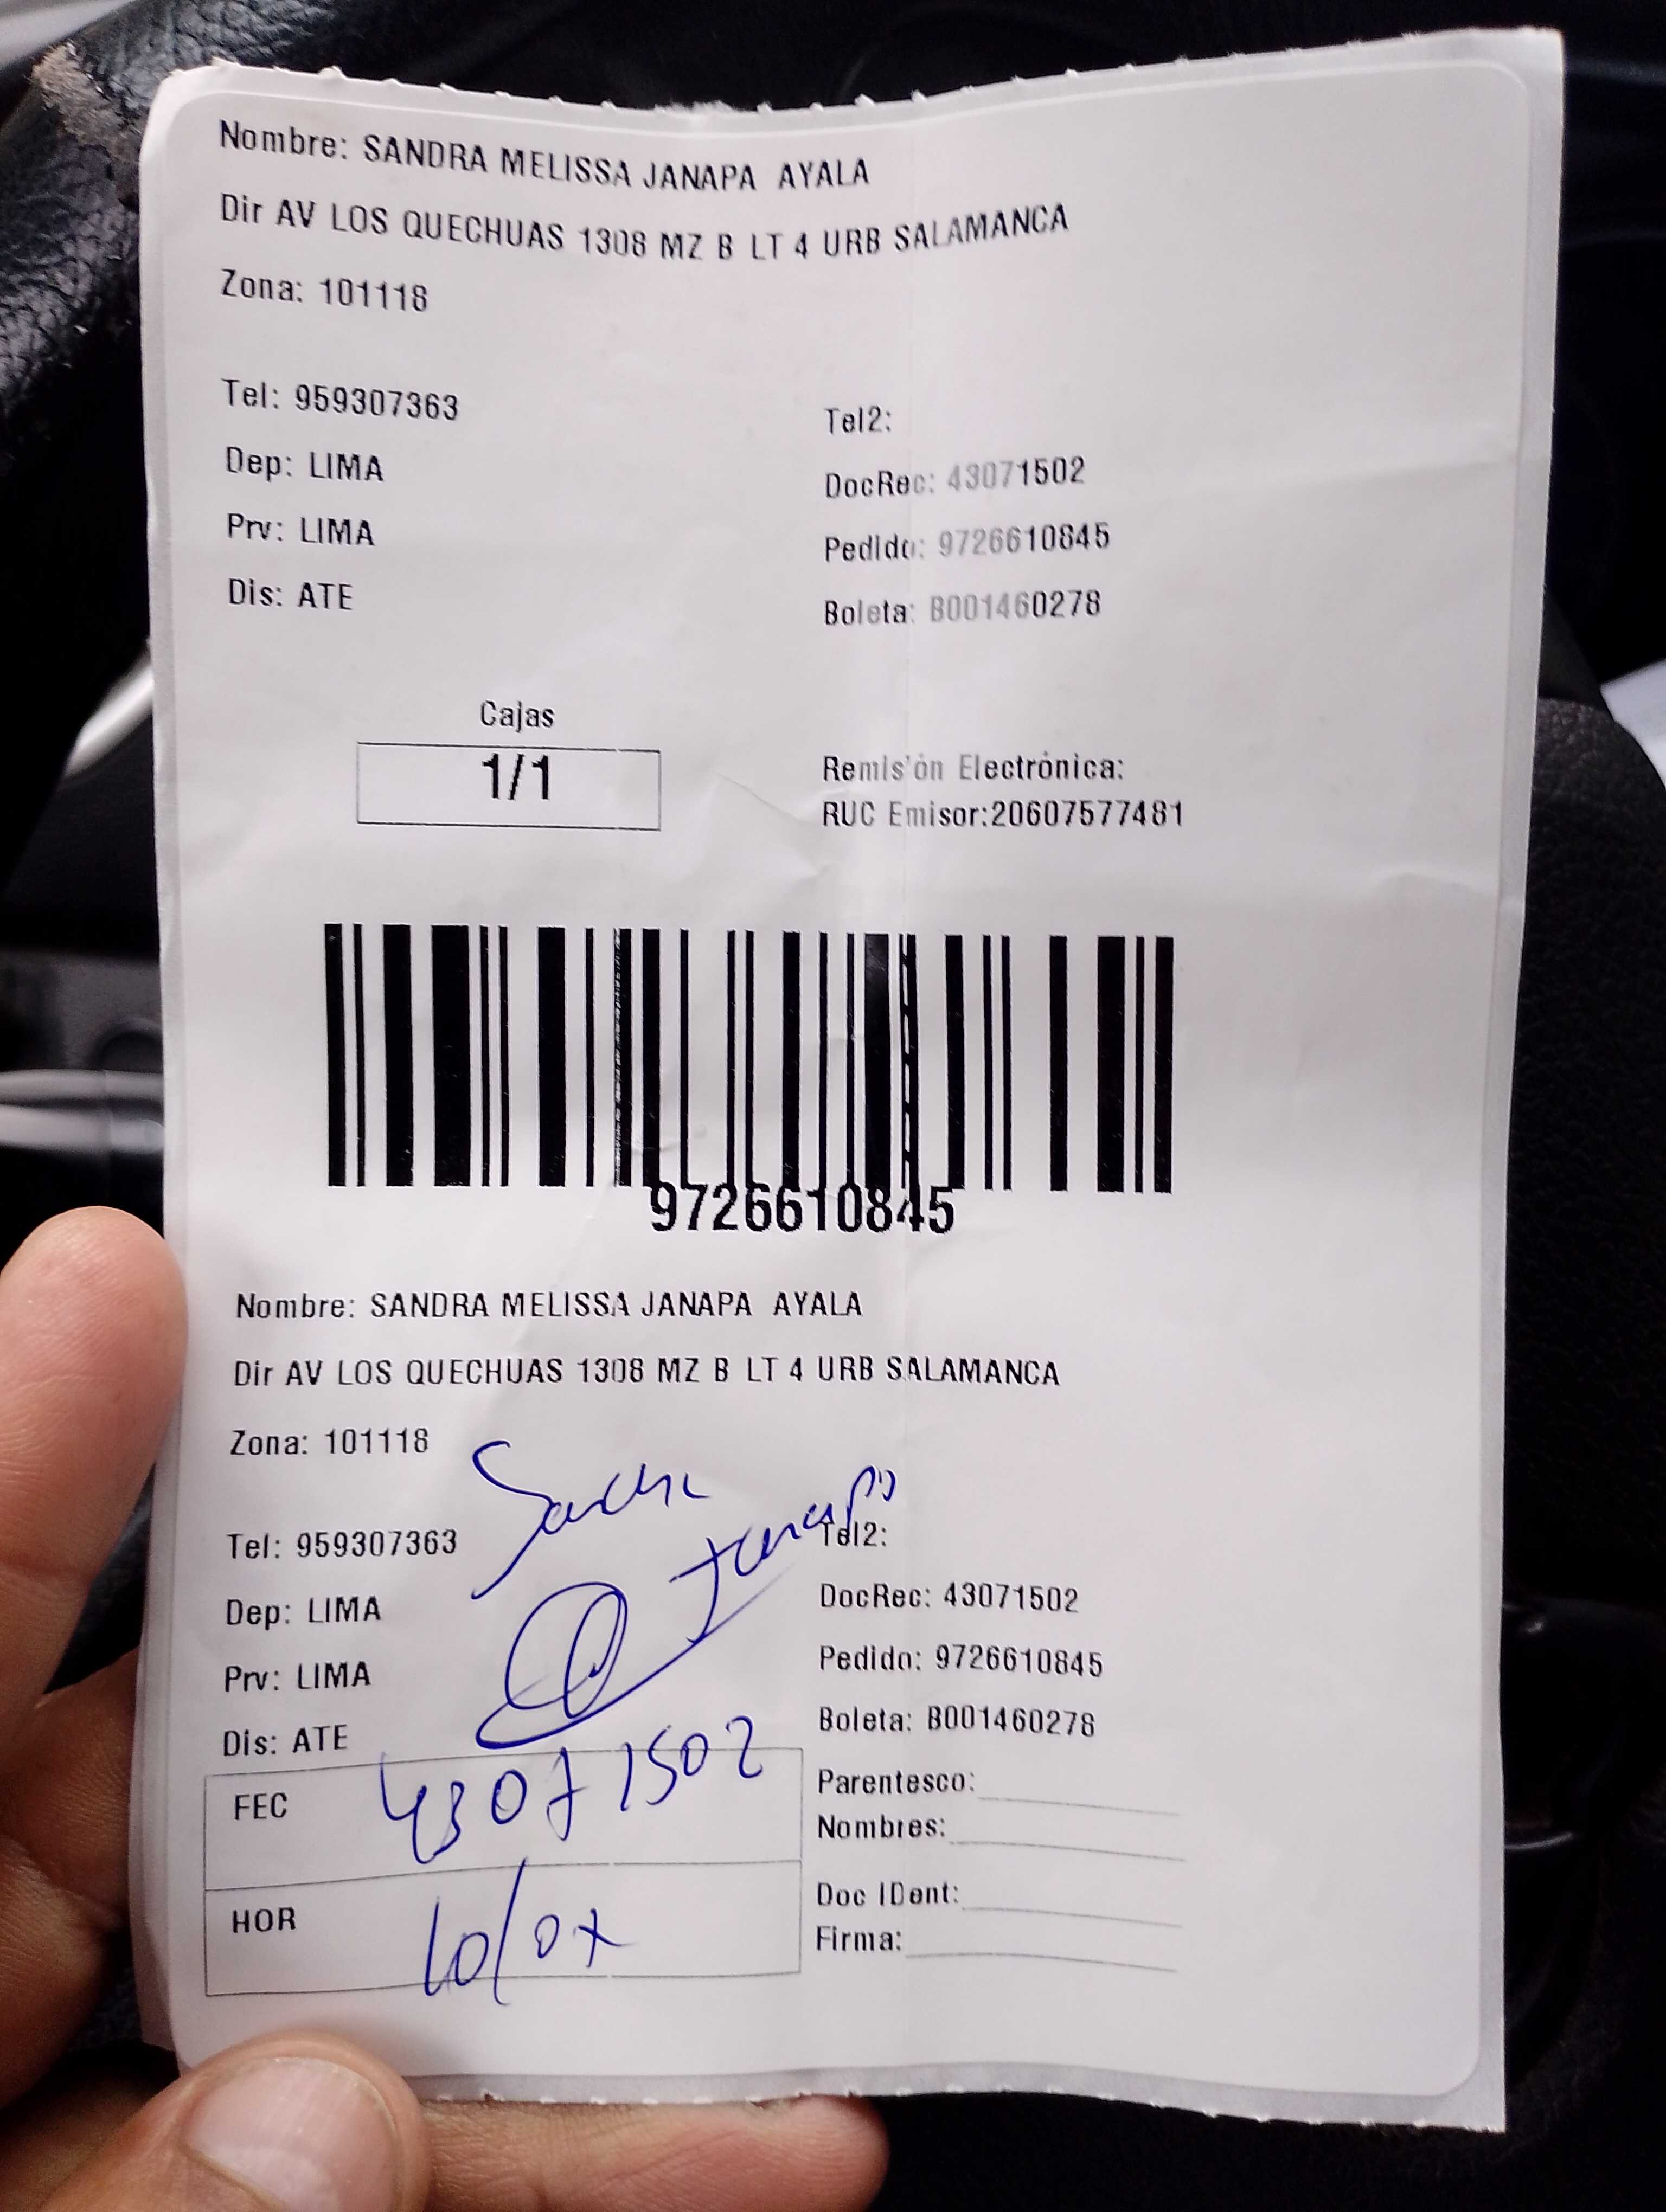 Nombre: SANDRA MELISSA JANAPA AYALA
Dir AV LOS QUECHUAS 1308 MZ B LT 4 URB SALAMANCA
Zona: 101118
Tel: 959307363
Tel2:
Dep: LIMA
DocRec: 43071502
Prv: LIMA
Pedido: 9726610845
Dis: ATE
Boleta: B001460278
Cajas
1/1
Remisión Electrónica:
RUC Emisor:20607577481
9726610845
Nombre: SANDRA MELISSA JANAPA AYALA
Dir AV LOS QUECHUAS 1308 MZ B LT 4 URB SALAMANCA
Zona: 101118
Sandra
Janapa
Tel: 959307363
Tel2:
Dep: LIMA
DocRec: 43071502
Prv: LIMA
Pedido: 9726610845
Dis: ATE
Boleta: B001460278
FEC 43071502
Parentesco:
Nombres:
HOR 10/07
Doc IDent:
Firma: